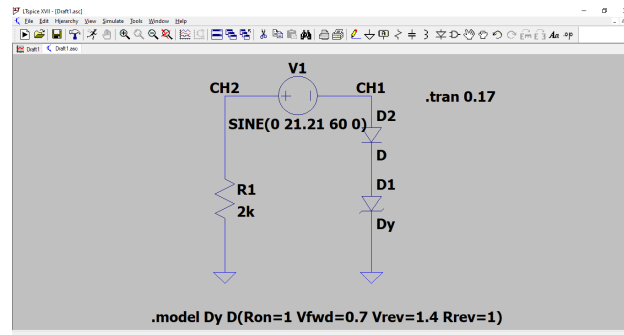 LTspice XVII - [Draft1.asc]
File Edit Hierarchy View Simulate Tools Window Help
Draft1 Draft1.asc
V1
CH2 CH1
.tran 0.17
SINE(0 21.21 60 0)
D2
D
R1
2k
D1
Dy
.model Dy D(Ron=1 Vfwd=0.7 Vrev=1.4 Rrev=1)